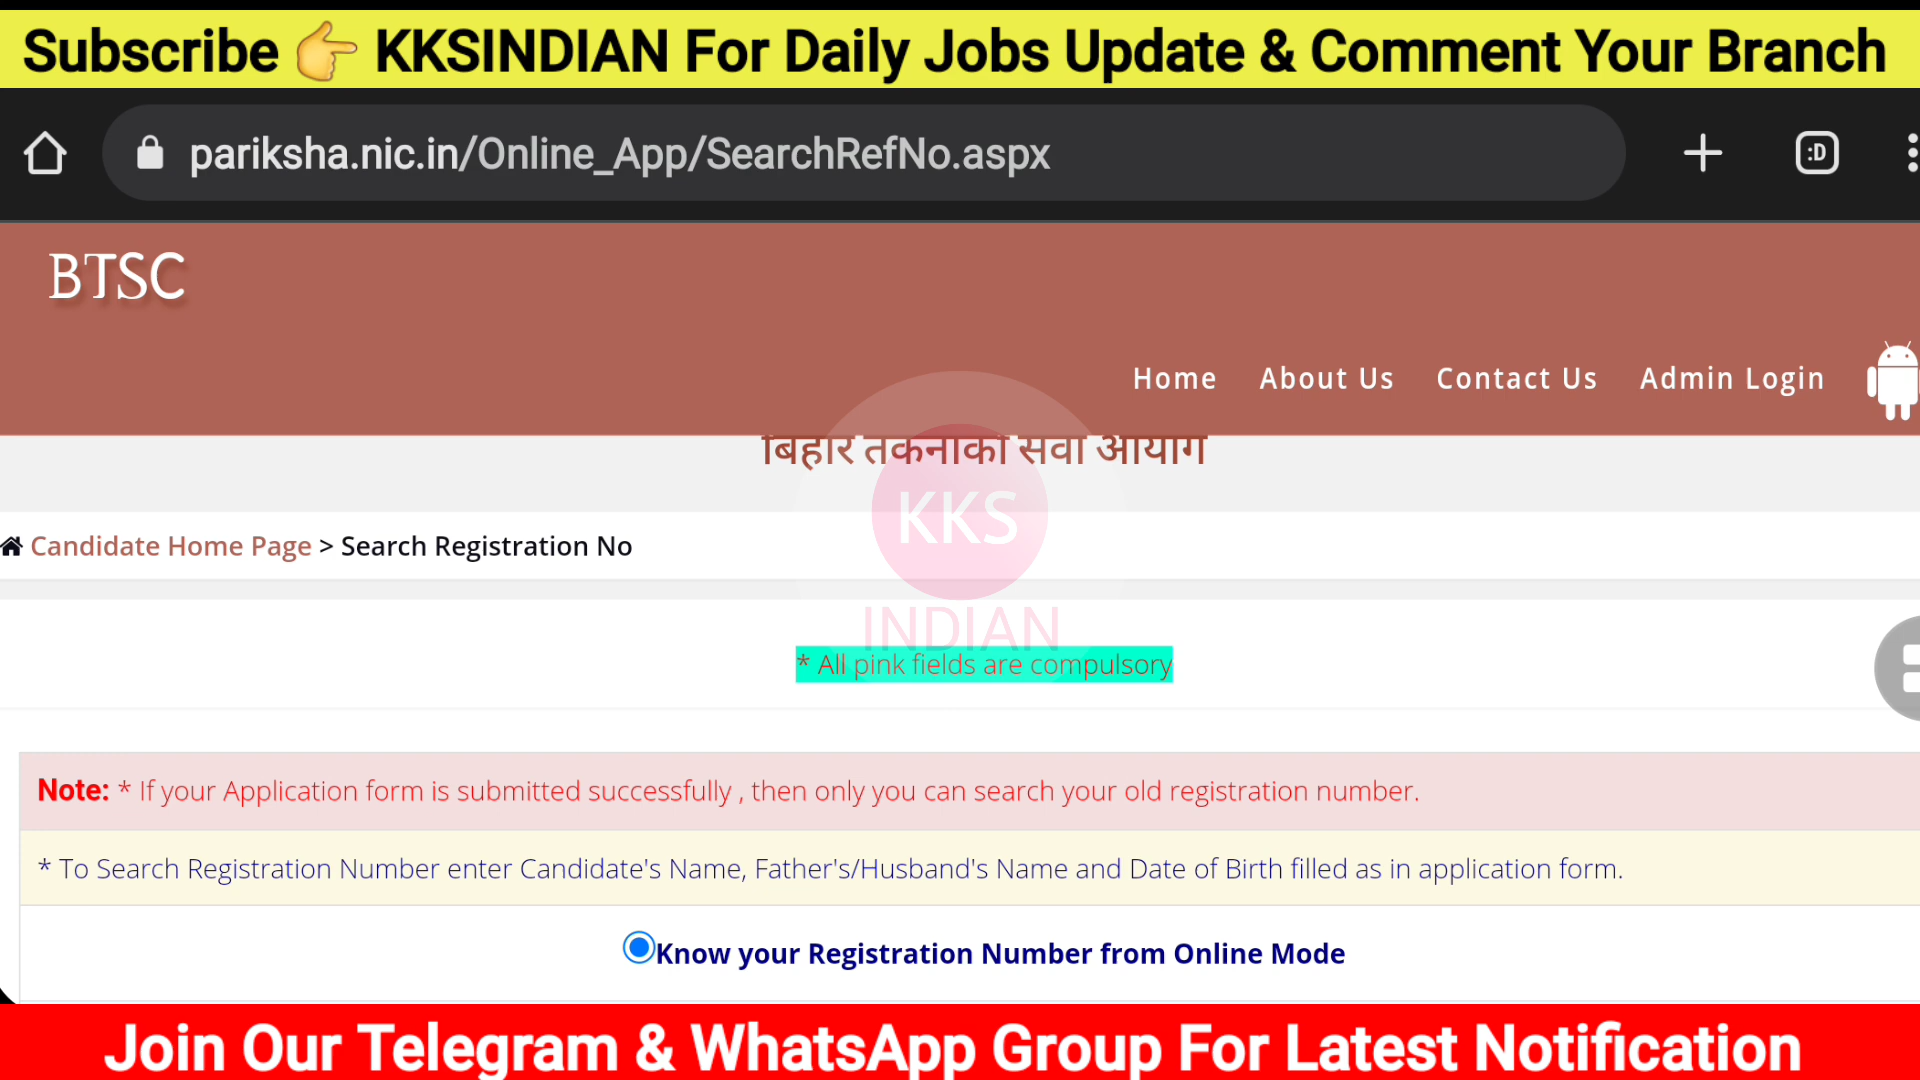 Subscribe 👉 KKSINDIAN For Daily Jobs Update & Comment Your Branch
pariksha.nic.in/Online_App/SearchRefNo.aspx
:D
BTSC
Home About Us Contact Us Admin Login
बिहार तकनीकी सेवा आयोग
KKS
INDIAN
Candidate Home Page > Search Registration No
* All pink fields are compulsory
Note: * If your Application form is submitted successfully , then only you can search your old registration number.
* To Search Registration Number enter Candidate's Name, Father's/Husband's Name and Date of Birth filled as in application form.
Know your Registration Number from Online Mode
Join Our Telegram & WhatsApp Group For Latest Notification